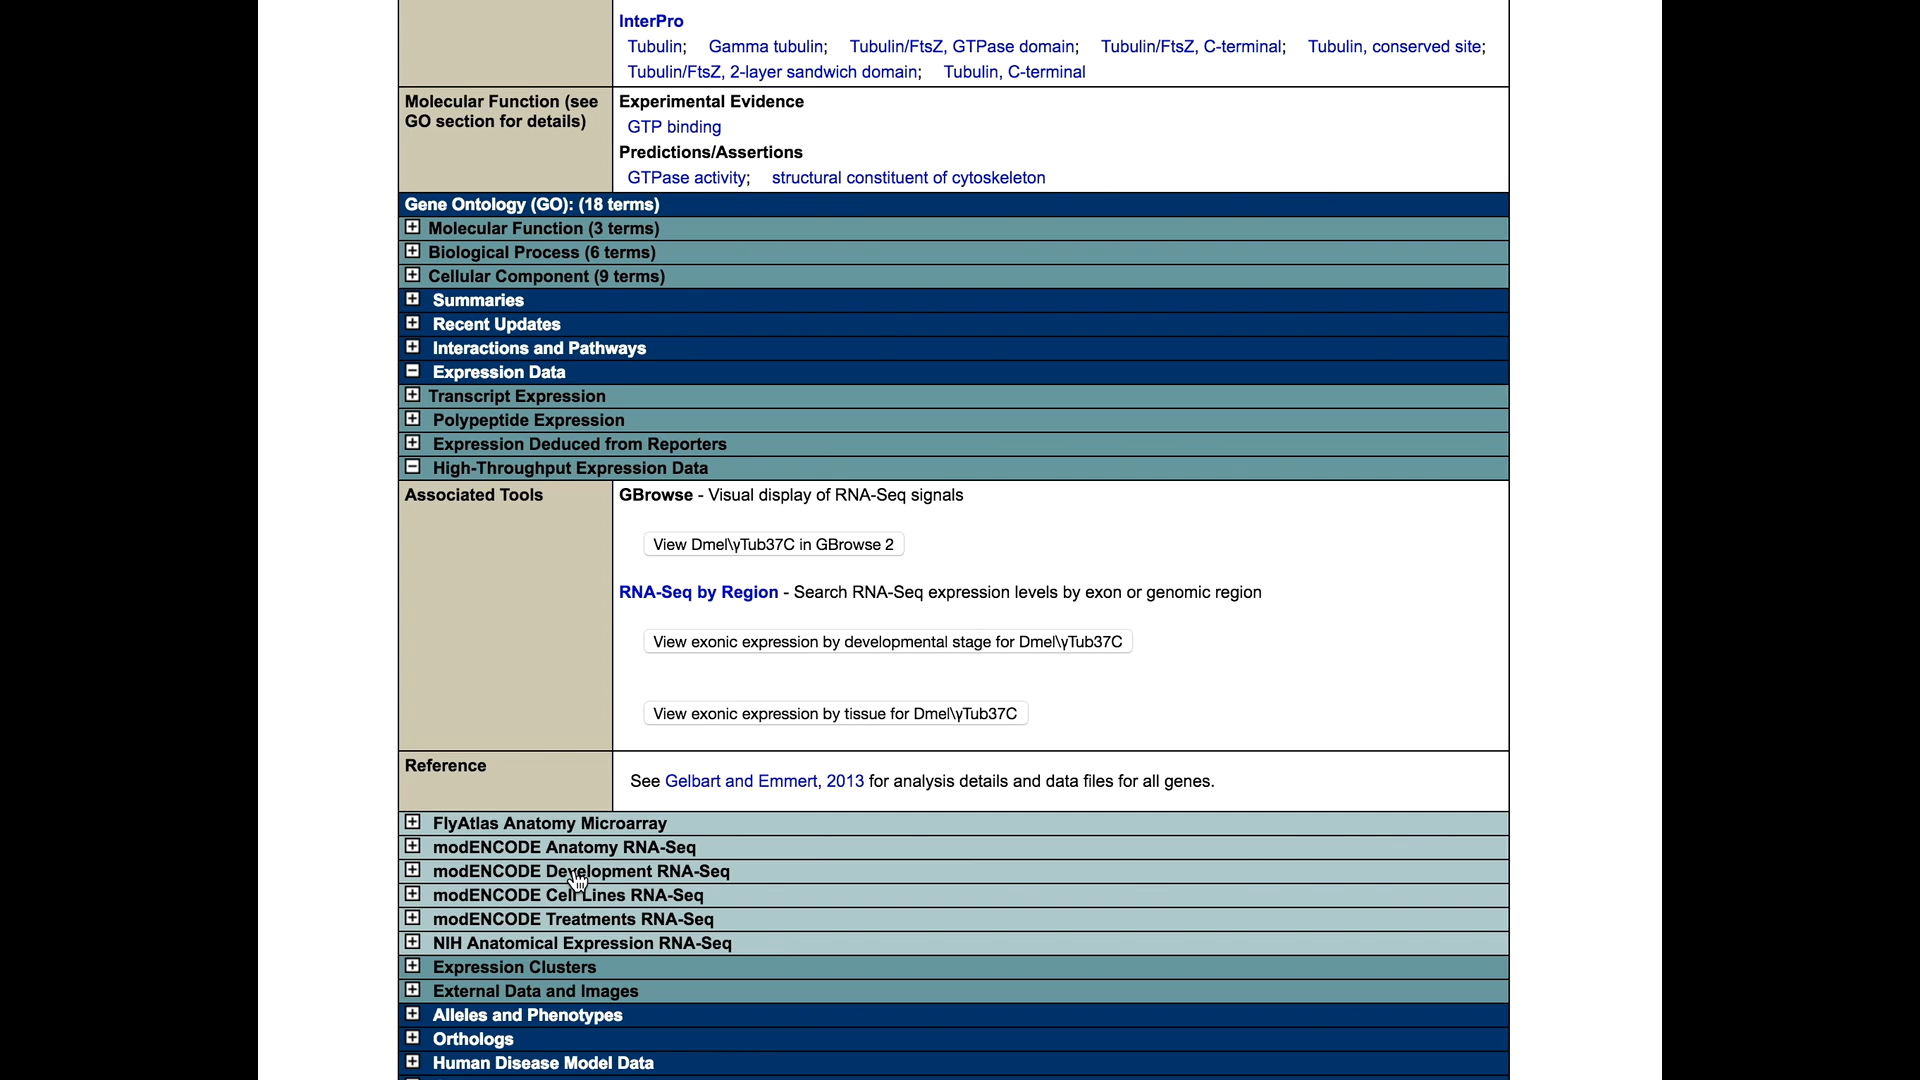 InterPro
Tubulin; Gamma tubulin; Tubulin/FtsZ, GTPase domain; Tubulin/FtsZ, C-terminal; Tubulin, conserved site;
Tubulin/FtsZ, 2-layer sandwich domain; Tubulin, C-terminal
Molecular Function (see
GO section for details)
Experimental Evidence
GTP binding
Predictions/Assertions
GTPase activity; structural constituent of cytoskeleton
Gene Ontology (GO): (18 terms)
Molecular Function (3 terms)
Biological Process (6 terms)
Cellular Component (9 terms)
Summaries
Recent Updates
Interactions and Pathways
Expression Data
Transcript Expression
Polypeptide Expression
Expression Deduced from Reporters
High-Throughput Expression Data
Associated Tools
GBrowse - Visual display of RNA-Seq signals
View Dmel\γTub37C in GBrowse 2
RNA-Seq by Region - Search RNA-Seq expression levels by exon or genomic region
View exonic expression by developmental stage for Dmel\γTub37C
View exonic expression by tissue for Dmel\γTub37C
Reference
See Gelbart and Emmert, 2013 for analysis details and data files for all genes.
FlyAtlas Anatomy Microarray
modENCODE Anatomy RNA-Seq
modENCODE Development RNA-Seq
modENCODE Cell Lines RNA-Seq
modENCODE Treatments RNA-Seq
NIH Anatomical Expression RNA-Seq
Expression Clusters
External Data and Images
Alleles and Phenotypes
Orthologs
Human Disease Model Data